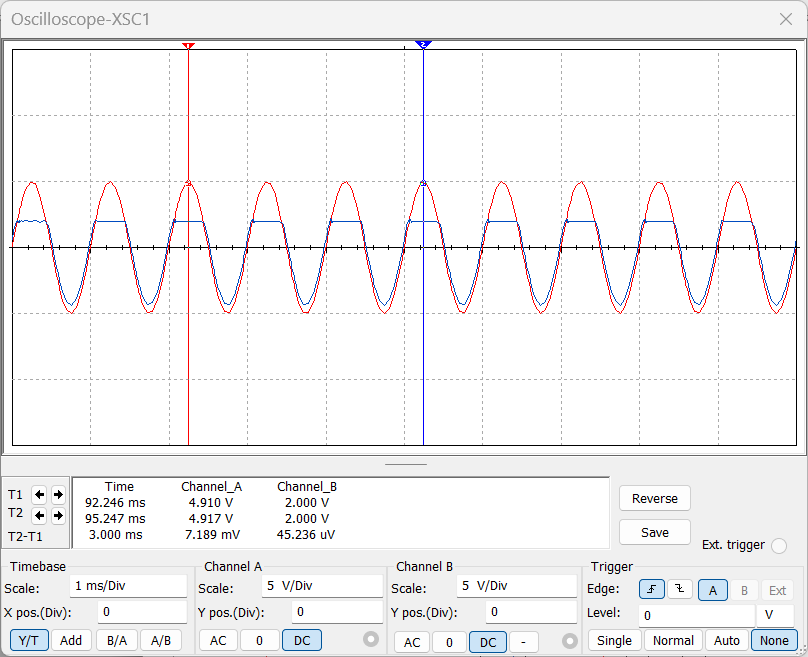 Oscilloscope-XSC1
1 2
T1
T2
T2-T1
Time Channel_A Channel_B
92.246 ms 4.910 V 2.000 V
95.247 ms 4.917 V 2.000 V
3.000 ms 7.189 mV 45.236 uV
Reverse
Save
Ext. trigger
Timebase
Scale: 1 ms/Div
X pos.(Div): 0
Y/T Add B/A A/B
Channel A
Scale: 5 V/Div
Y pos.(Div): 0
AC 0 DC
Channel B
Scale: 5 V/Div
Y pos.(Div): 0
AC 0 DC -
Trigger
Edge: A B Ext
Level: 0 V
Single Normal Auto None